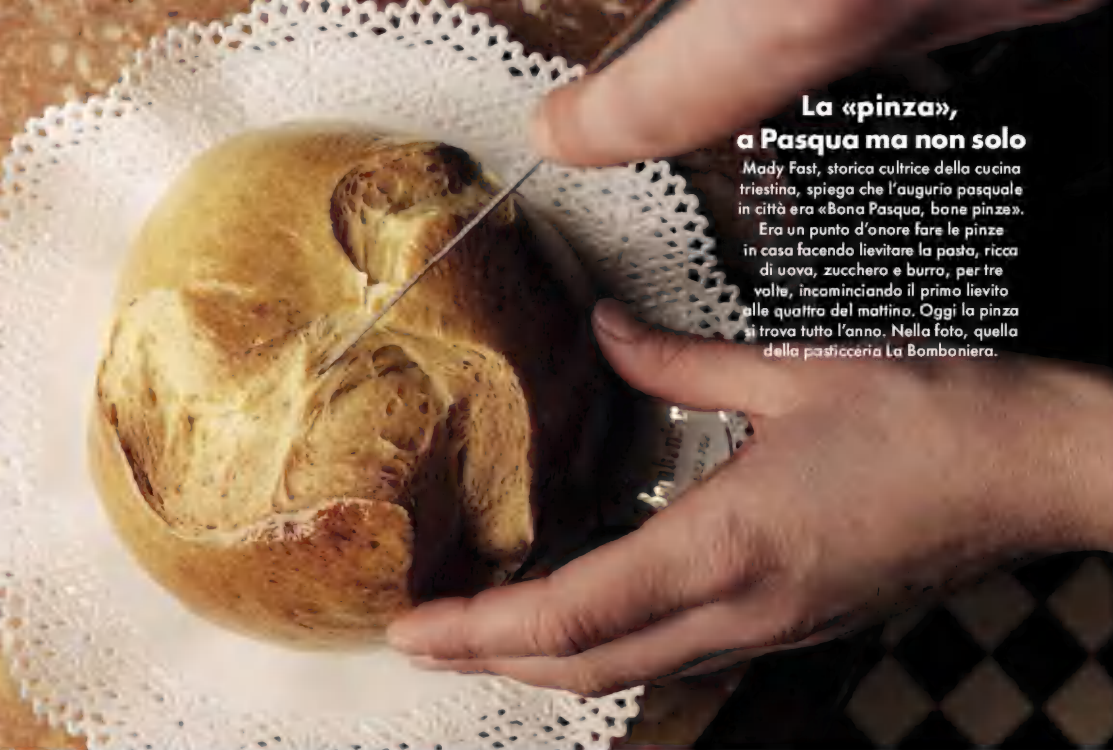 La «pinza»,
a Pasqua ma non solo
Mady Fast, storica cultrice della cucina
triestina, spiega che l'augurio pasquale
in città era «Bona Pasqua, bone pinze».
Era un punto d'onore fare le pinze
in casa facendo lievitare la pasta, ricca
di uova, zucchero e burro, per tre
volte, incominciando il primo lievito
alle quattro del mattino. Oggi la pinza
si trova tutto l'anno. Nella foto, quella
della pasticceria La Bomboniera.